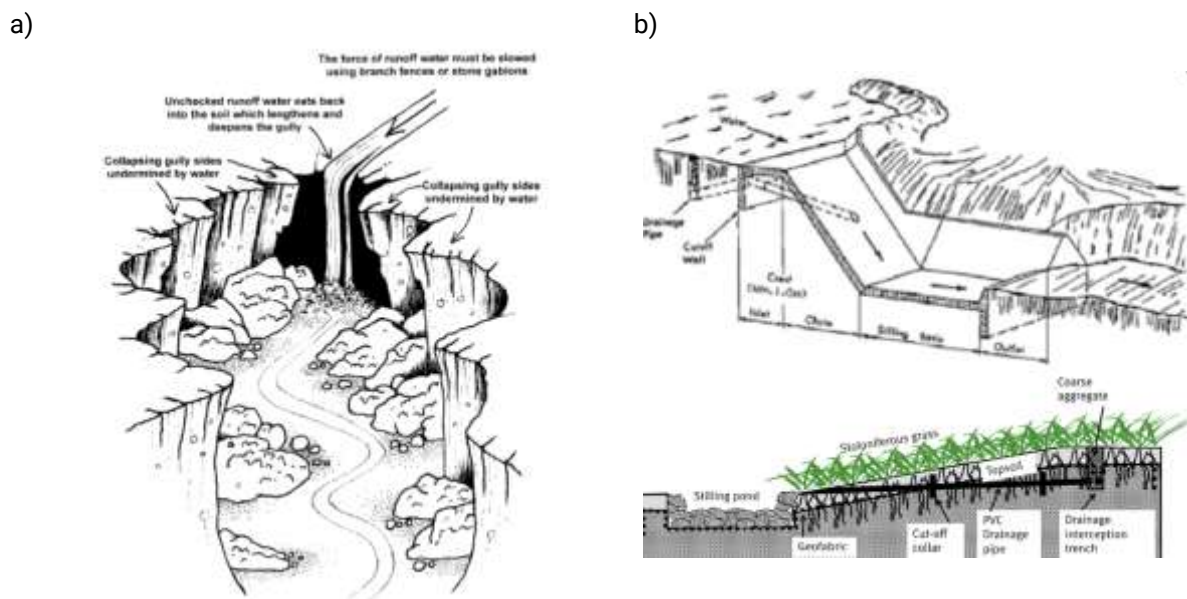 a)
The force of runoff water must be slowed
using branch fences or stone gabions
Unchecked runoff water eats back
into the soil which lengthens and
deepens the gully
Collapsing gully sides
undermined by water
Collapsing gully sides
undermined by water
b)
Water
Drainage
Pipe
Cutoff
Wall
Crest
Inlet
Chute
Stilling Basin
Outlet
Coarse
aggregate
Stoloniferous grass
Topsoil
Stilling pond
Geofabric
Cut-off
collar
PVC
Drainage
pipe
Drainage
interception
trench